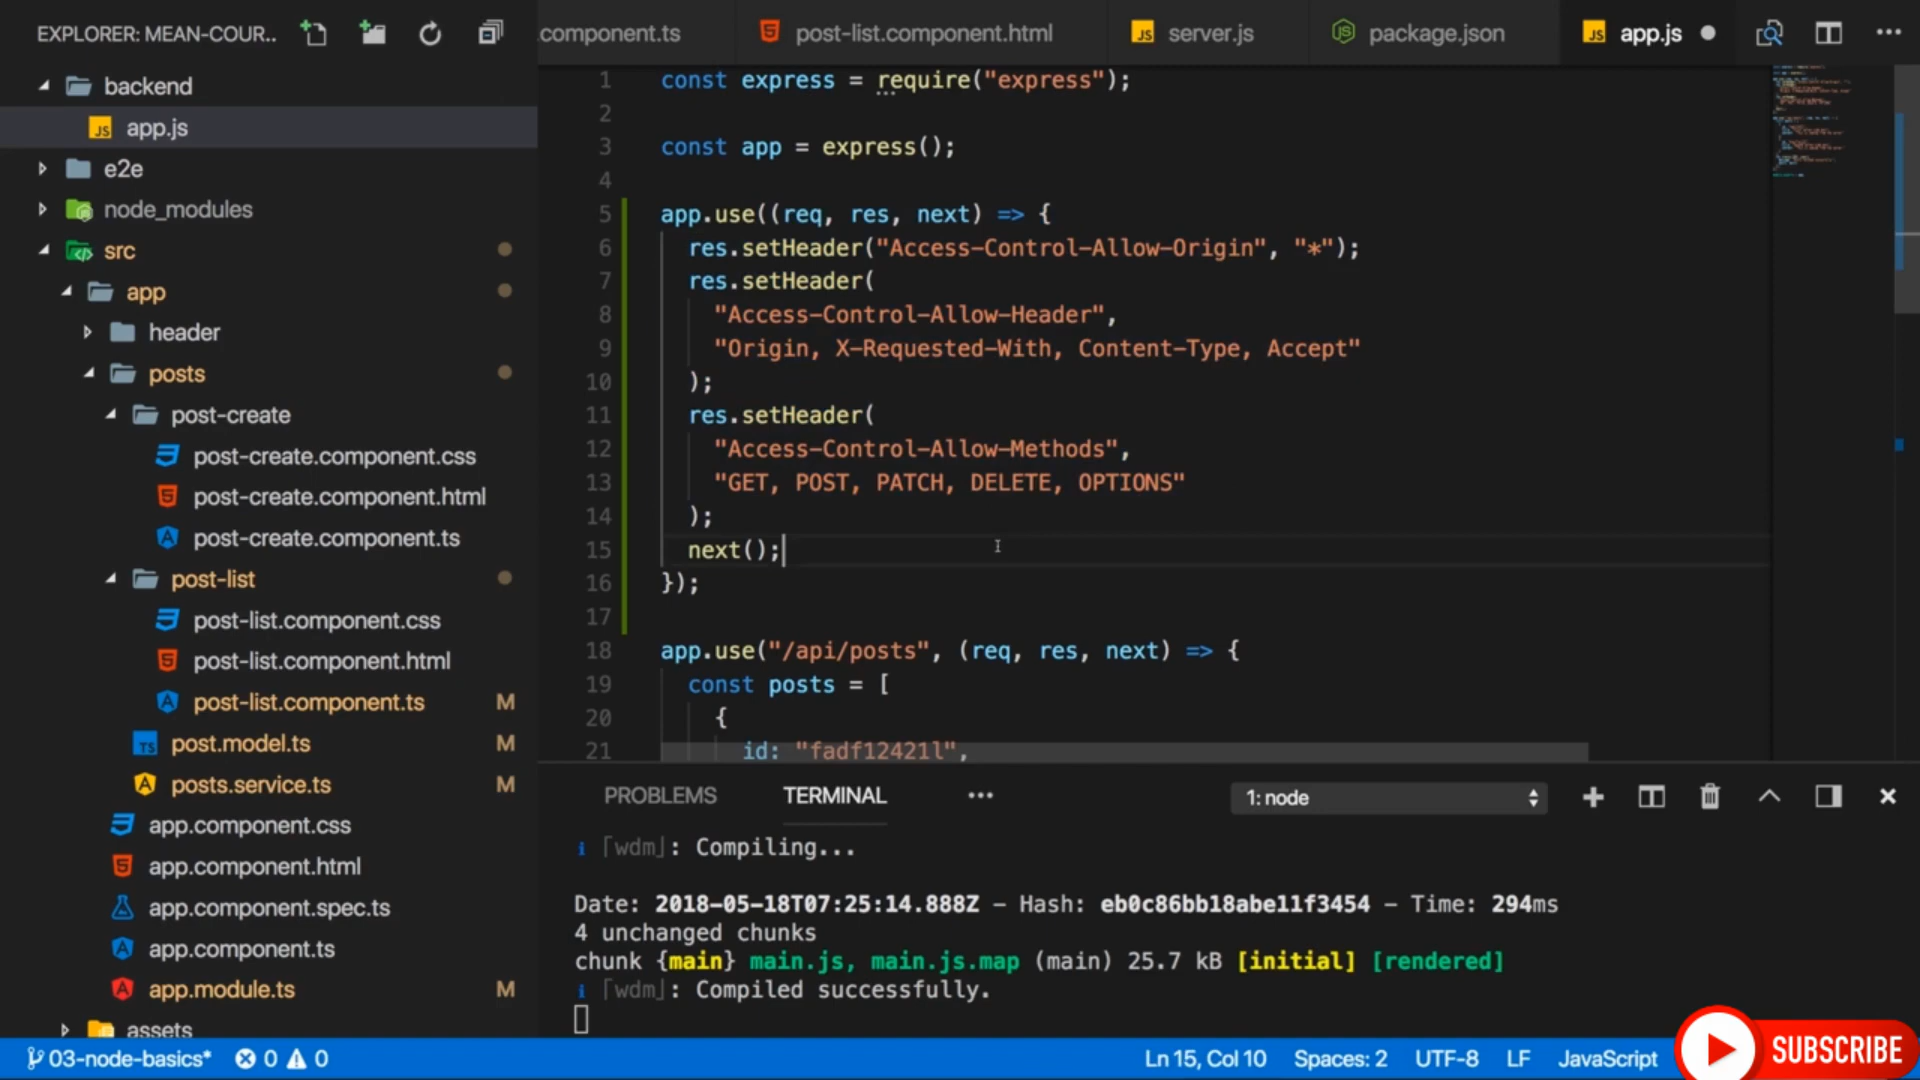 EXPLORER: MEAN-COUR..
backend
app.js
e2e
node_modules
src
app
header
posts
post-create
post-create.component.css
post-create.component.html
post-create.component.ts
post-list
post-list.component.css
post-list.component.html
post-list.component.ts M
post.model.ts M
posts.service.ts M
app.component.css
app.component.html
app.component.spec.ts
app.component.ts
app.module.ts M
assets
.component.ts post-list.component.html server.js package.json app.js
1 const express = require("express");
2
3 const app = express();
4
5 app.use((req, res, next) => {
6 res.setHeader("Access-Control-Allow-Origin", "*");
7 res.setHeader(
8 "Access-Control-Allow-Header",
9 "Origin, X-Requested-With, Content-Type, Accept"
10 );
11 res.setHeader(
12 "Access-Control-Allow-Methods",
13 "GET, POST, PATCH, DELETE, OPTIONS"
14 );
15 next();
16 });
17
18 app.use("/api/posts", (req, res, next) => {
19 const posts = [
20 {
21 id: "fadf12421l",
PROBLEMS TERMINAL ••• 1: node
i ｢wdm｣: Compiling...
Date: 2018-05-18T07:25:14.888Z - Hash: eb0c86bb18abe11f3454 - Time: 294ms
4 unchanged chunks
chunk {main} main.js, main.js.map (main) 25.7 kB [initial] [rendered]
i ｢wdm｣: Compiled successfully.
03-node-basics* 0 0 Ln 15, Col 10 Spaces: 2 UTF-8 LF JavaScript
SUBSCRIBE